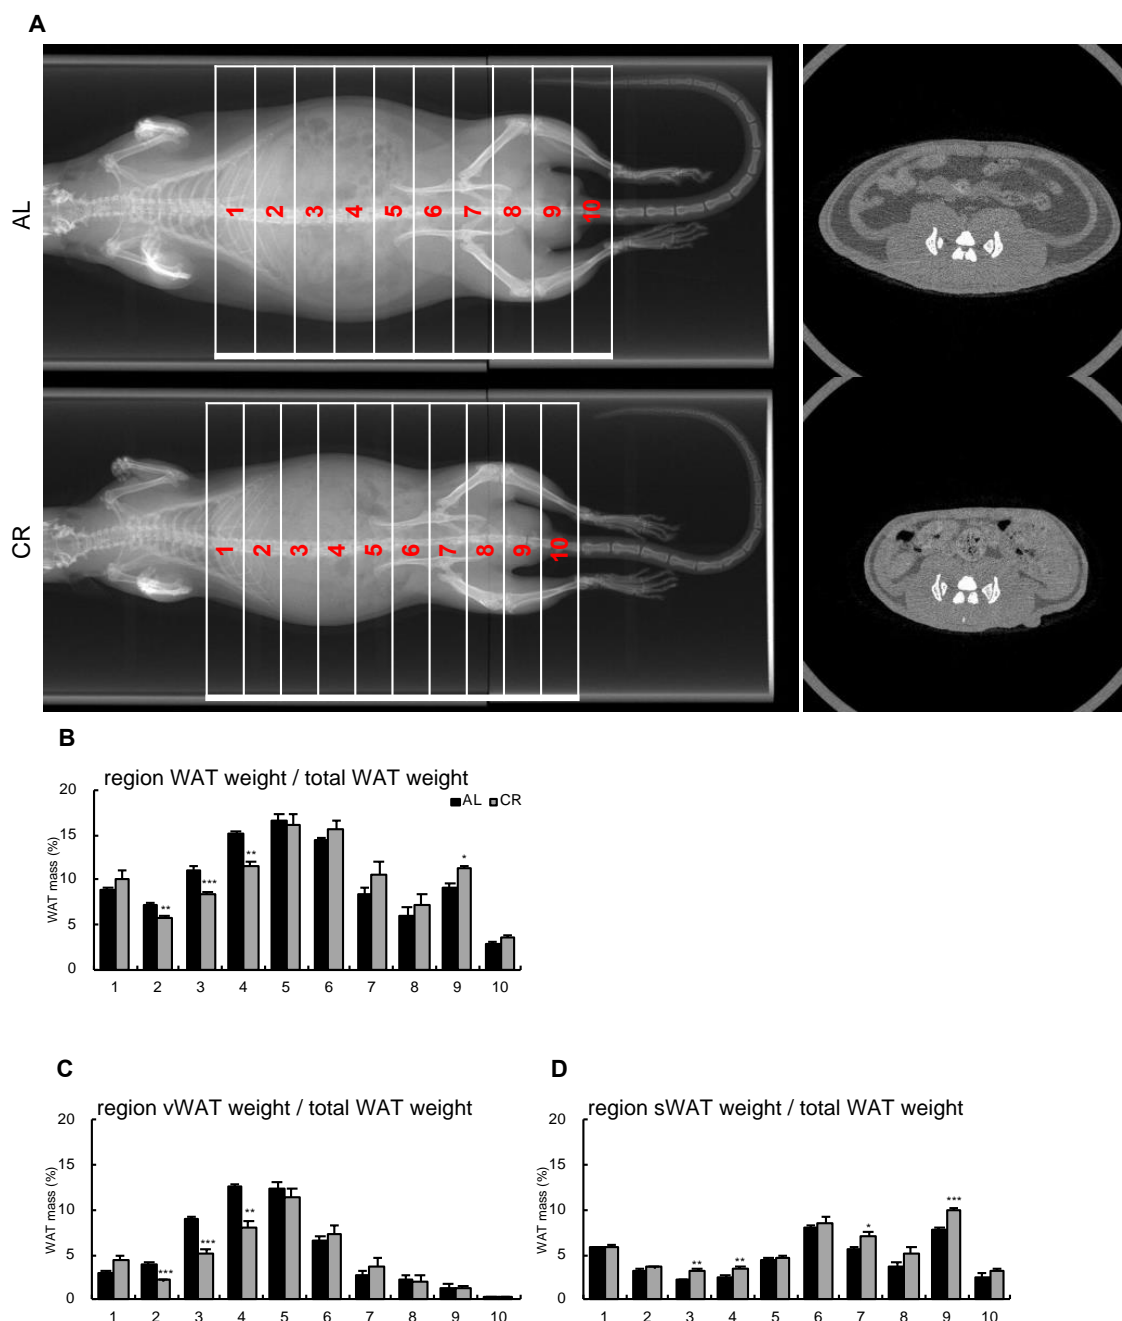 A
AL
1 2 3 4 5 6 7 8 9 10
CR
1 2 3 4 5 6 7 8 9 10
B
region WAT weight / total WAT weight
AL CR
WAT mass (%)
20
15
10
5
0
** *** ** *
1 2 3 4 5 6 7 8 9 10
C
region vWAT weight / total WAT weight
WAT mass (%)
20
15
10
5
0
*** *** **
1 2 3 4 5 6 7 8 9 10
D
region sWAT weight / total WAT weight
WAT mass (%)
20
15
10
5
0
** ** * ***
1 2 3 4 5 6 7 8 9 10